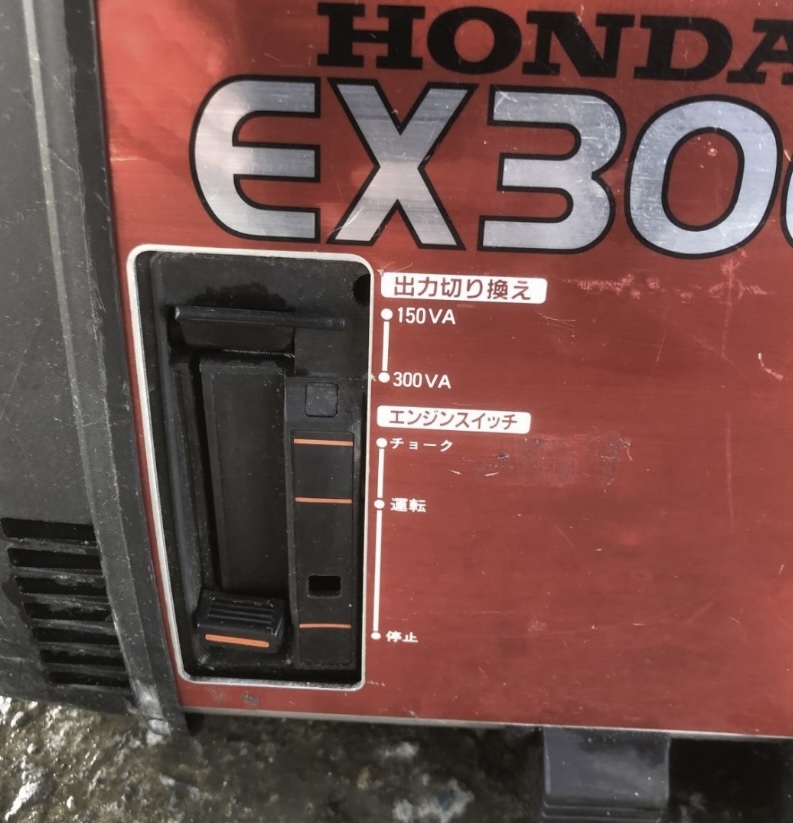 HONDA
EX30
出力切り換え
150VA
300VA
エンジンスイッチ
チョーク
運転
停止